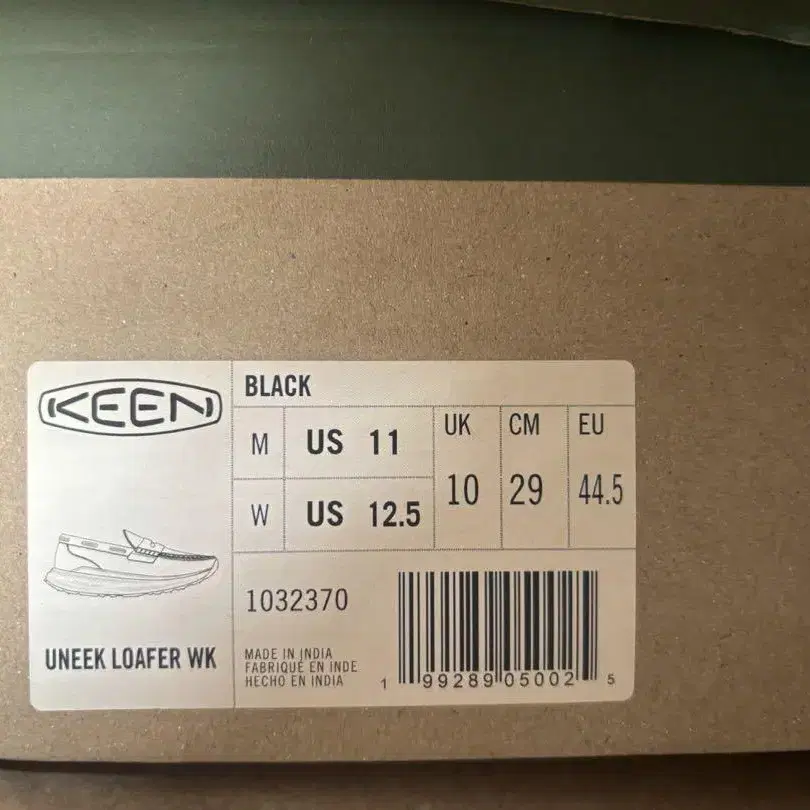 KEEN
BLACK
M US 11
W US 12.5
UK CM EU
10 29 44.5
1032370
UNEEK LOAFER WK
MADE IN INDIA
FABRIQUÉ EN INDE
HECHO EN INDIA
1 99289 05002 5